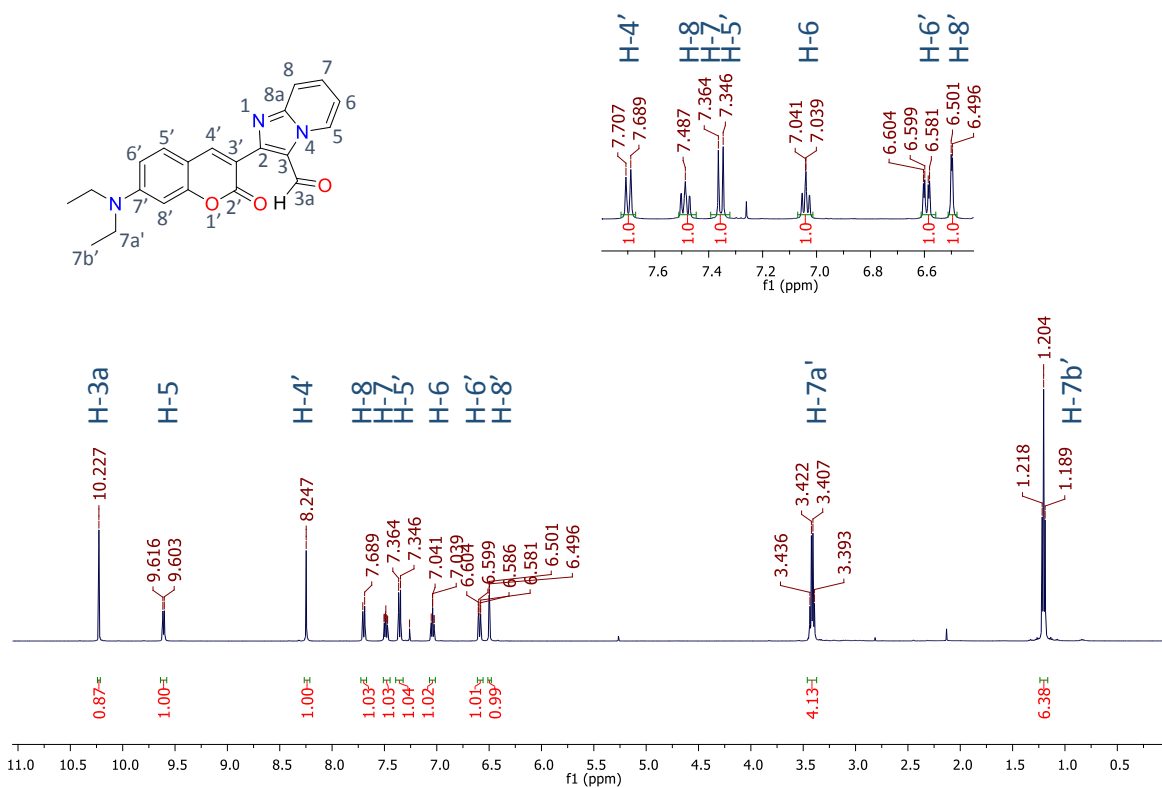 H-4' H-8 H-7 H-5' H-6 H-6' H-8'
7.707 7.689 7.487 7.364 7.346 7.041 7.039 6.604 6.599 6.581 6.501 6.496
1.0 1.0 1.0 1.0 1.0 1.0
7.6 7.4 7.2 7.0 6.8 6.6
f1 (ppm)
8 7
8a
1 N 6
5' 4' N 5
6' 3' 2 4
3
N O O O
7' 8' 1' 2' H 3a
7a'
7b'
H-3a H-5 H-4' H-8 H-7 H-5' H-6 H-6' H-8' H-7a' H-7b'
10.227 9.616 9.603 8.247 7.689 7.364 7.346 7.041 7.039 6.604 6.599 6.586 6.581 6.501 6.496 3.436 3.422 3.407 3.393 1.218 1.204 1.189
0.87 1.00 1.00 1.03 1.03 1.04 1.02 1.01 0.99 4.13 6.38
11.0 10.5 10.0 9.5 9.0 8.5 8.0 7.5 7.0 6.5 6.0 5.5 5.0 4.5 4.0 3.5 3.0 2.5 2.0 1.5 1.0 0.5
f1 (ppm)